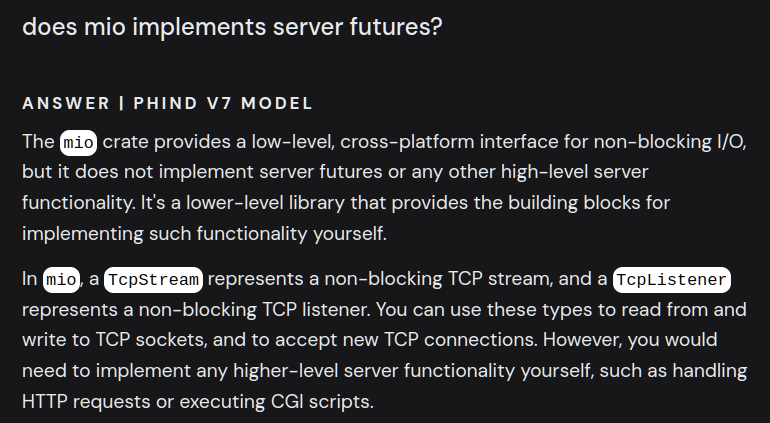 does mio implements server futures?
ANSWER | PHIND V7 MODEL
The mio crate provides a low-level, cross-platform interface for non-blocking I/O,
but it does not implement server futures or any other high-level server
functionality. It's a lower-level library that provides the building blocks for
implementing such functionality yourself.
In mio, a TcpStream represents a non-blocking TCP stream, and a TcpListener
represents a non-blocking TCP listener. You can use these types to read from and
write to TCP sockets, and to accept new TCP connections. However, you would
need to implement any higher-level server functionality yourself, such as handling
HTTP requests or executing CGI scripts.